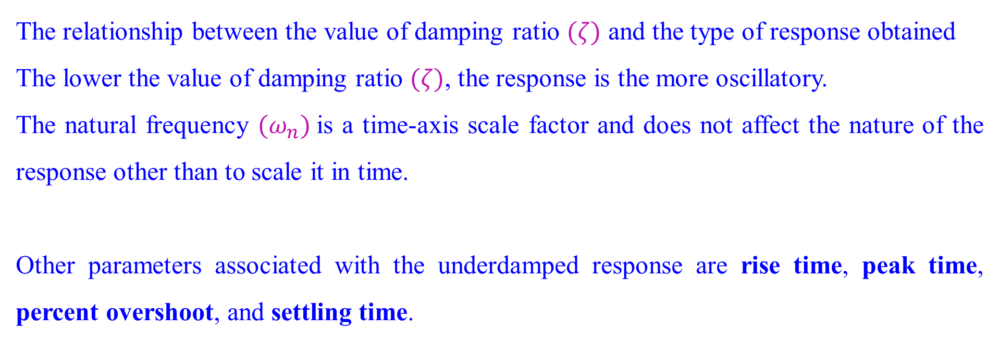 The relationship between the value of damping ratio (ζ) and the type of response obtained
The lower the value of damping ratio (ζ), the response is the more oscillatory.
The natural frequency (ωₙ) is a time-axis scale factor and does not affect the nature of the
response other than to scale it in time.
Other parameters associated with the underdamped response are rise time, peak time,
percent overshoot, and settling time.